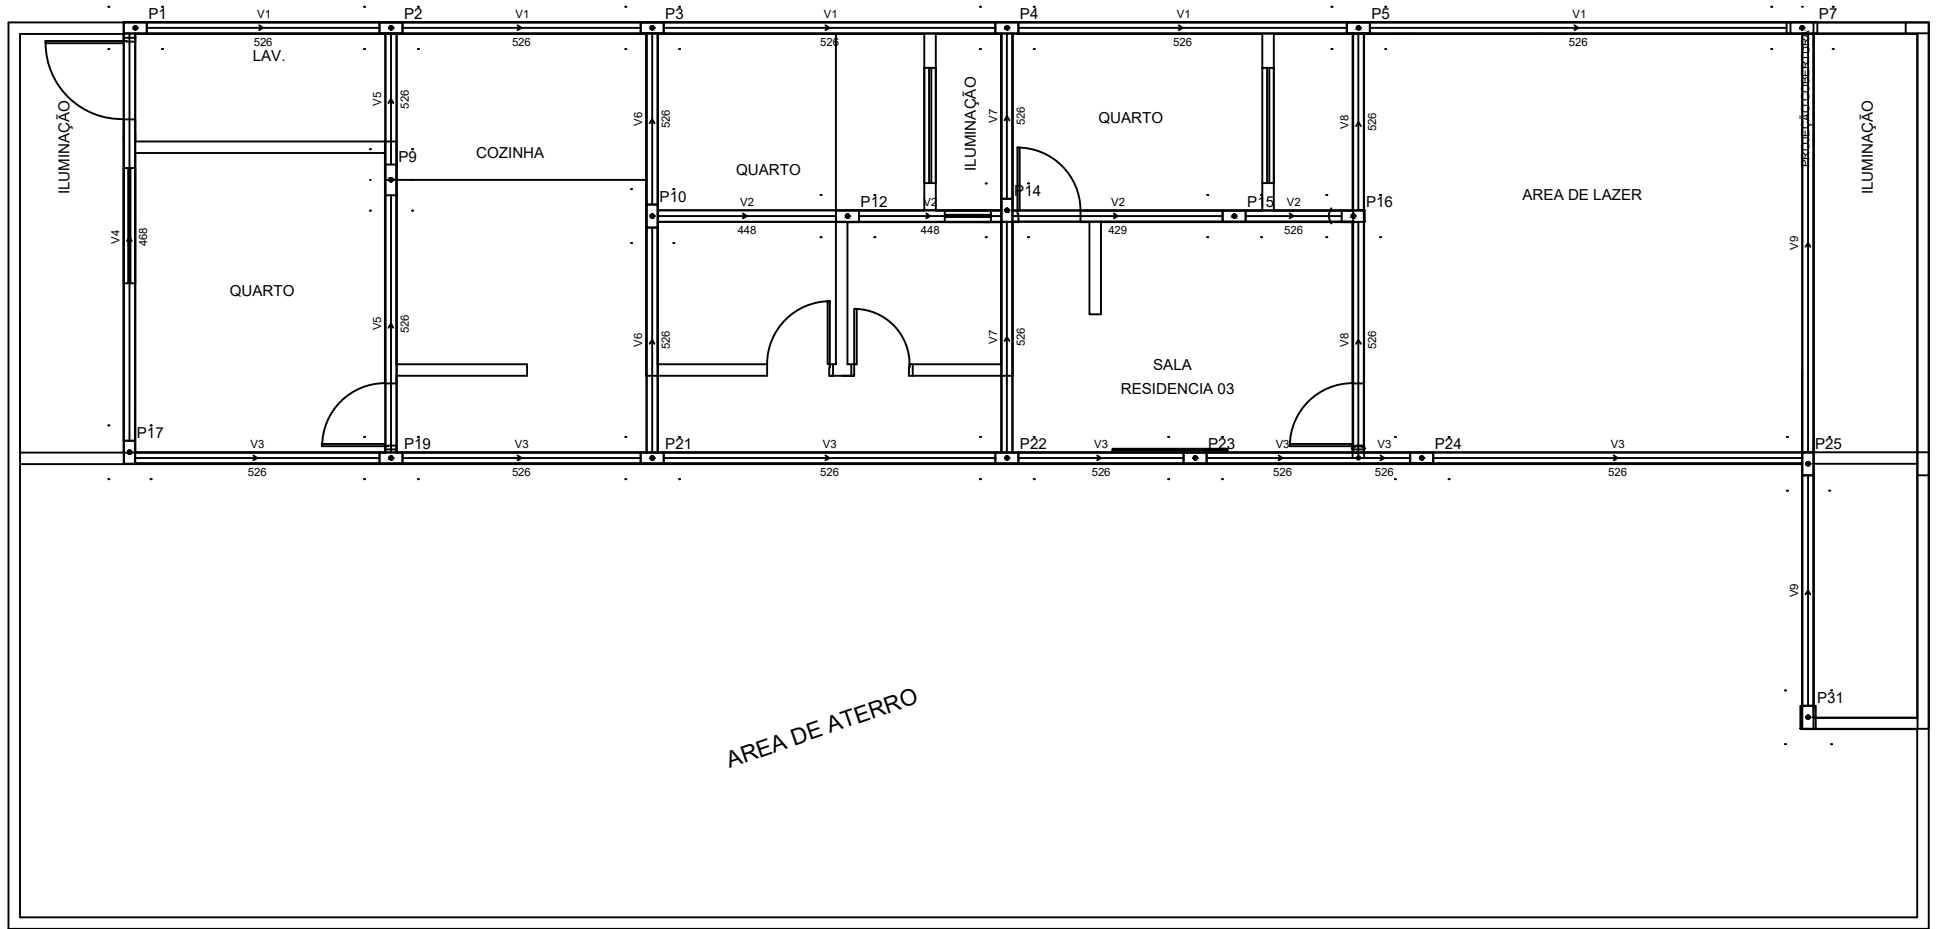 P1
V1
P2
V1
P3
V1
P4
V1
P5
V1
P7
526
526
526
526
526
LAV.
ILUMINAÇÃO
V5
526
V6
526
ILUMINAÇÃO
V7
526
QUARTO
V8
526
PROJEÇÃO COBERTURA
ILUMINAÇÃO
P9
COZINHA
QUARTO
AREA DE LAZER
P10
V2
P12
V2
P14
V2
P15
V2
P16
448
448
429
526
V4
468
V9
QUARTO
V5
526
V6
526
V7
526
V8
526
SALA
RESIDENCIA 03
P17
V3
P19
V3
P21
V3
P22
V3
P23
V3
V3
P24
V3
P25
526
526
526
526
526
526
526
V9
P31
AREA DE ATERRO